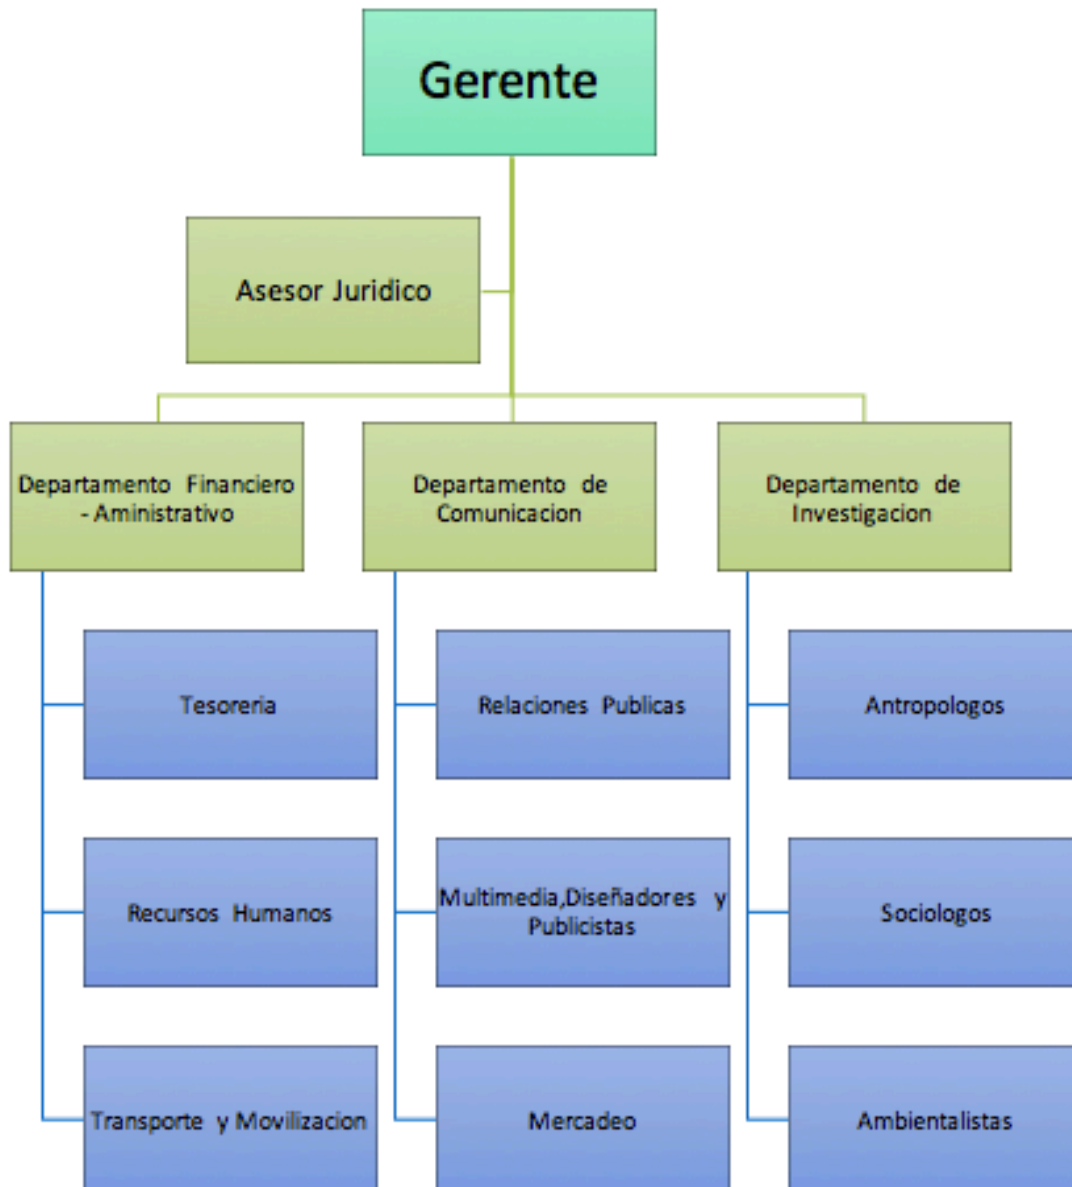 Gerente
Asesor Juridico
Departamento Financiero
- Aministrativo
Departamento de
Comunicacion
Departamento de
Investigacion
Tesoreria
Relaciones Publicas
Antropologos
Recursos Humanos
Multimedia,Diseñadores y
Publicistas
Sociologos
Transporte y Movilizacion
Mercadeo
Ambientalistas